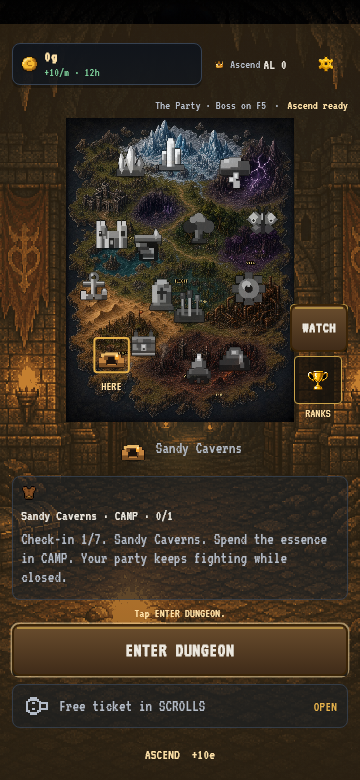 0g
+10/m · 12h
Ascend AL 0
The Party · Boss on F5 · Ascend ready
WATCH
HERE
RANKS
Sandy Caverns
Sandy Caverns · CAMP · 0/1
Check-in 1/7. Sandy Caverns. Spend the essence
in CAMP. Your party keeps fighting while
closed.
Tap ENTER DUNGEON.
ENTER DUNGEON
Free ticket in SCROLLS OPEN
ASCEND +10e